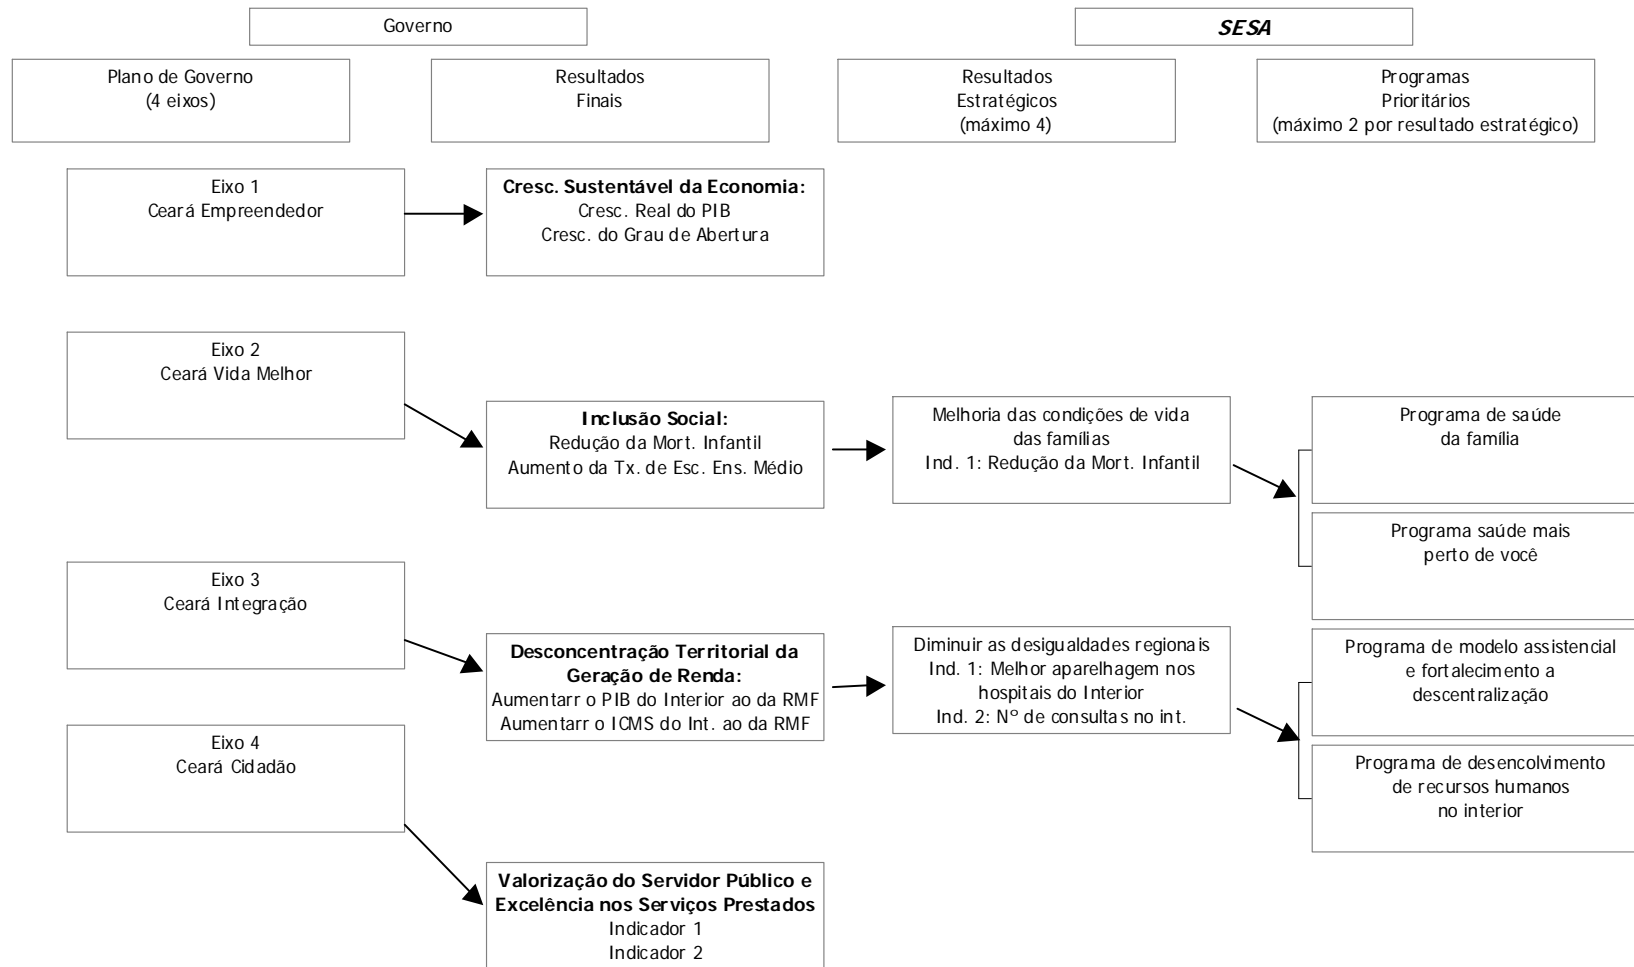 Governo
SESA
Plano de Governo
(4 eixos)
Resultados
Finais
Resultados
Estratégicos
(máximo 4)
Programas
Prioritários
(máximo 2 por resultado estratégico)
Eixo 1
Ceará Empreendedor
Cresc. Sustentável da Economia:
Cresc. Real do PIB
Cresc. do Grau de Abertura
Eixo 2
Ceará Vida Melhor
Inclusão Social:
Redução da Mort. Infantil
Aumento da Tx. de Esc. Ens. Médio
Melhoria das condições de vida
das famílias
Ind. 1: Redução da Mort. Infantil
Programa de saúde
da família
Programa saúde mais
perto de você
Eixo 3
Ceará Integração
Desconcentração Territorial da
Geração de Renda:
Aumentarr o PIB do Interior ao da RMF
Aumentarr o ICMS do Int. ao da RMF
Diminuir as desigualdades regionais
Ind. 1: Melhor aparelhagem nos
hospitais do Interior
Ind. 2: Nº de consultas no int.
Programa de modelo assistencial
e fortalecimento a
descentralização
Programa de desencolvimento
de recursos humanos
no interior
Eixo 4
Ceará Cidadão
Valorização do Servidor Público e
Excelência nos Serviços Prestados
Indicador 1
Indicador 2